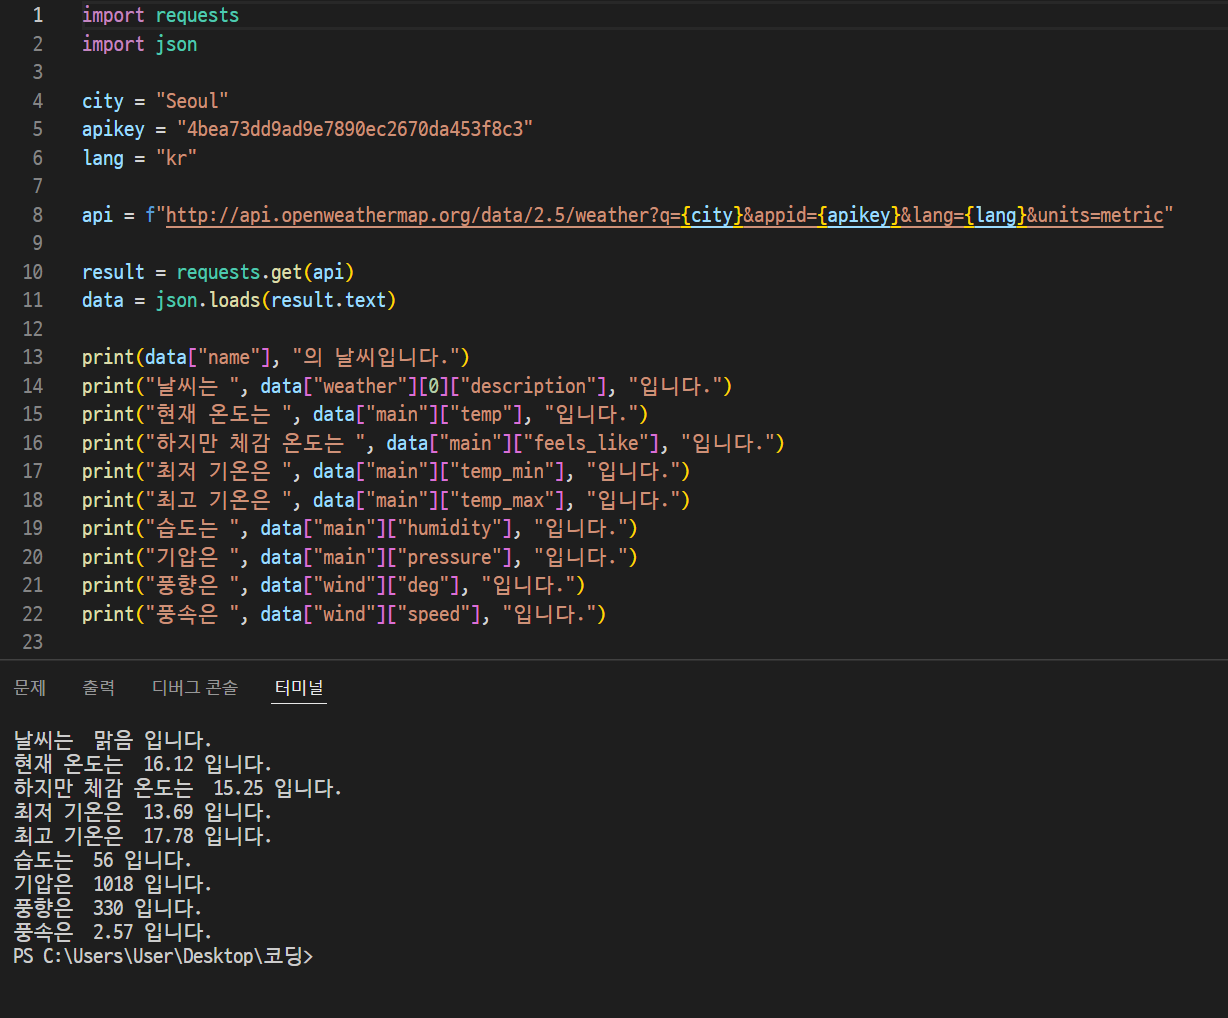 1 import requests
2 import json
3
4 city = "Seoul"
5 apikey = "4bea73dd9ad9e7890ec2670da453f8c3"
6 lang = "kr"
7
8 api = f"http://api.openweathermap.org/data/2.5/weather?q={city}&appid={apikey}&lang={lang}&units=metric"
9
10 result = requests.get(api)
11 data = json.loads(result.text)
12
13 print(data["name"], "의 날씨입니다.")
14 print("날씨는 ", data["weather"][0]["description"], "입니다.")
15 print("현재 온도는 ", data["main"]["temp"], "입니다.")
16 print("하지만 체감 온도는 ", data["main"]["feels_like"], "입니다.")
17 print("최저 기온은 ", data["main"]["temp_min"], "입니다.")
18 print("최고 기온은 ", data["main"]["temp_max"], "입니다.")
19 print("습도는 ", data["main"]["humidity"], "입니다.")
20 print("기압은 ", data["main"]["pressure"], "입니다.")
21 print("풍향은 ", data["wind"]["deg"], "입니다.")
22 print("풍속은 ", data["wind"]["speed"], "입니다.")
23
문제 출력 디버그 콘솔 터미널
날씨는  맑음 입니다.
현재 온도는  16.12 입니다.
하지만 체감 온도는  15.25 입니다.
최저 기온은  13.69 입니다.
최고 기온은  17.78 입니다.
습도는  56 입니다.
기압은  1018 입니다.
풍향은  330 입니다.
풍속은  2.57 입니다.
PS C:\Users\User\Desktop\코딩>